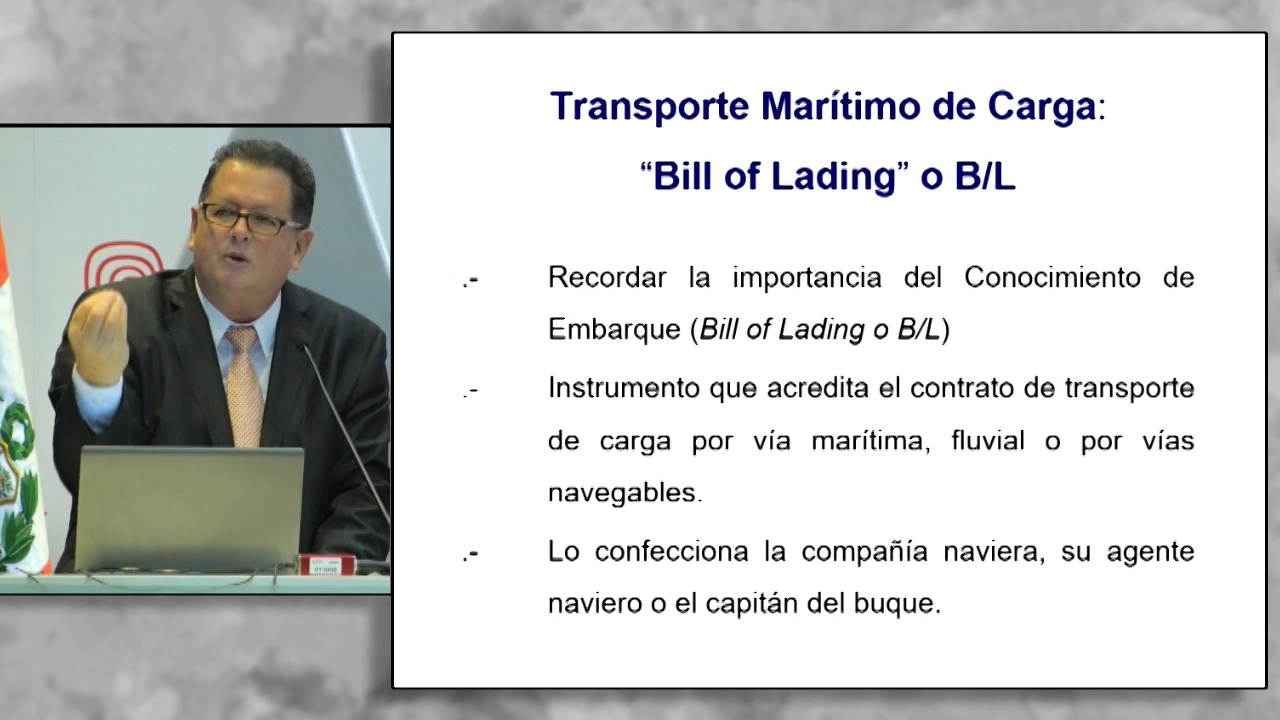 Transporte Marítimo de Carga:
“Bill of Lading” o B/L
.- Recordar la importancia del Conocimiento de
Embarque (Bill of Lading o B/L)
.- Instrumento que acredita el contrato de transporte
de carga por vía marítima, fluvial o por vías
navegables.
.- Lo confecciona la compañía naviera, su agente
naviero o el capitán del buque.